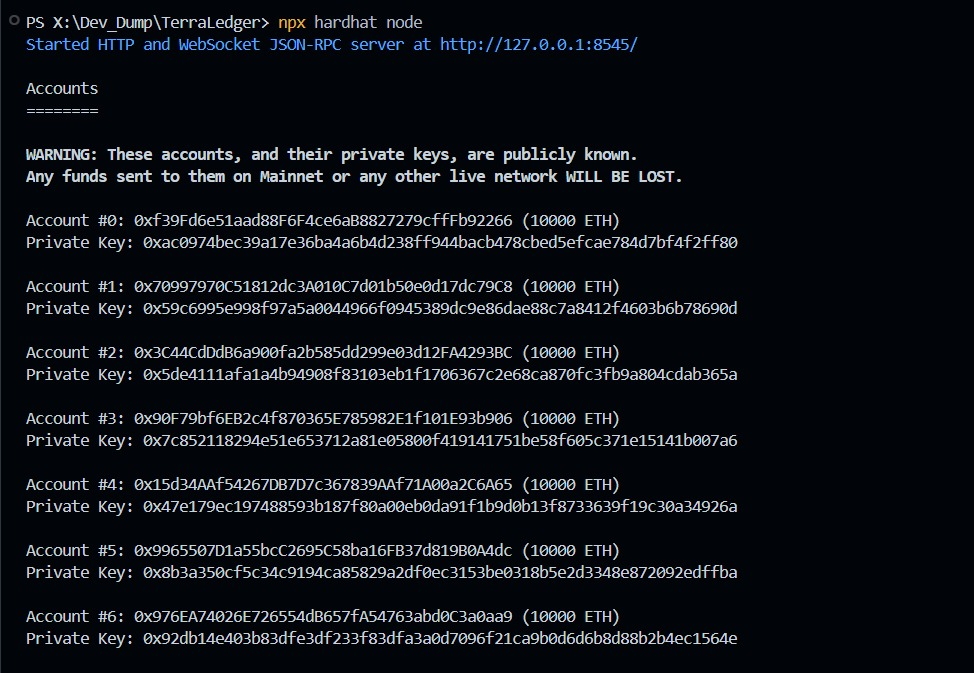 PS X:\Dev_Dump\TerraLedger> npx hardhat node
Started HTTP and WebSocket JSON-RPC server at http://127.0.0.1:8545/
Accounts
========
WARNING: These accounts, and their private keys, are publicly known.
Any funds sent to them on Mainnet or any other live network WILL BE LOST.
Account #0: 0xf39Fd6e51aad88F6F4ce6aB8827279cffFb92266 (10000 ETH)
Private Key: 0xac0974bec39a17e36ba4a6b4d238ff944bacb478cbed5efcae784d7bf4f2ff80
Account #1: 0x70997970C51812dc3A010C7d01b50e0d17dc79C8 (10000 ETH)
Private Key: 0x59c6995e998f97a5a0044966f0945389dc9e86dae88c7a8412f4603b6b78690d
Account #2: 0x3C44CdDdB6a900fa2b585dd299e03d12FA4293BC (10000 ETH)
Private Key: 0x5de4111afa1a4b94908f83103eb1f1706367c2e68ca870fc3fb9a804cdab365a
Account #3: 0x90F79bf6EB2c4f870365E785982E1f101E93b906 (10000 ETH)
Private Key: 0x7c852118294e51e653712a81e05800f419141751be58f605c371e15141b007a6
Account #4: 0x15d34AAf54267DB7D7c367839AAf71A00a2C6A65 (10000 ETH)
Private Key: 0x47e179ec197488593b187f80a00eb0da91f1b9d0b13f8733639f19c30a34926a
Account #5: 0x9965507D1a55bcC2695C58ba16FB37d819B0A4dc (10000 ETH)
Private Key: 0x8b3a350cf5c34c9194ca85829a2df0ec3153be0318b5e2d3348e872092edffba
Account #6: 0x976EA74026E726554dB657fA54763abd0C3a0aa9 (10000 ETH)
Private Key: 0x92db14e403b83dfe3df233f83dfa3a0d7096f21ca9b0d6d6b8d88b2b4ec1564e